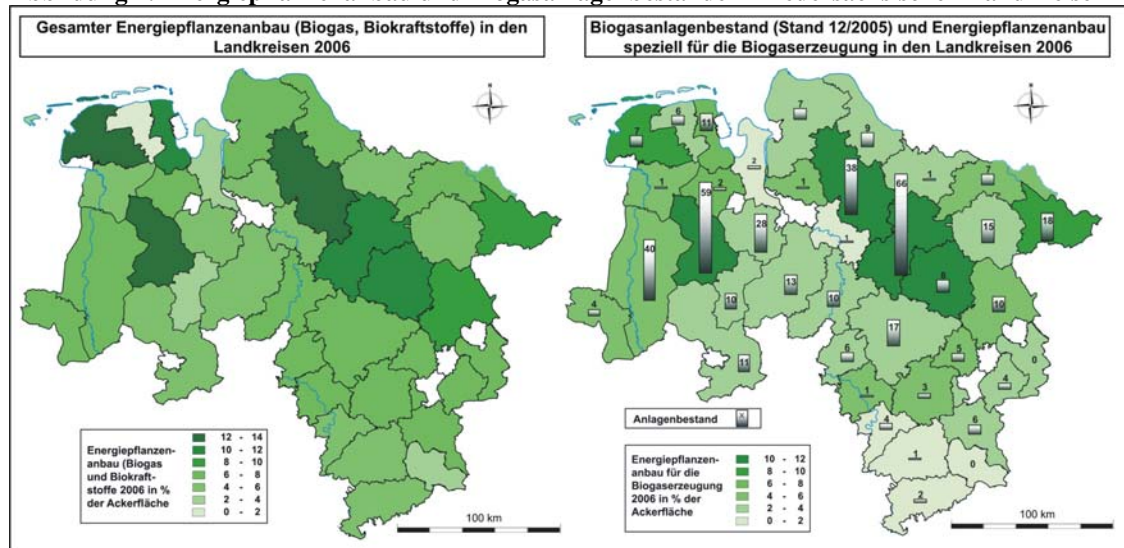 Gesamter Energiepflanzenanbau (Biogas, Biokraftstoffe) in den
Landkreisen 2006
Energiepflanzen-
anbau (Biogas
und Biokraft-
stoffe 2006 in %
der Ackerfläche
12 - 14
10 - 12
8 - 10
6 - 8
4 - 6
2 - 4
0 - 2
100 km
Biogasanlagenbestand (Stand 12/2005) und Energiepflanzenanbau
speziell für die Biogaserzeugung in den Landkreisen 2006
7
6
11
9
7
2
1
2
1
38
1
7
59
66
28
15
18
40
1
13
8
4
10
10
10
17
11
6
5
0
4
1
3
4
6
1
0
2
Anlagenbestand X
Energiepflanzen-
anbau für die
Biogaserzeugung
2006 in % der
Ackerfläche
10 - 12
8 - 10
6 - 8
4 - 6
2 - 4
0 - 2
100 km